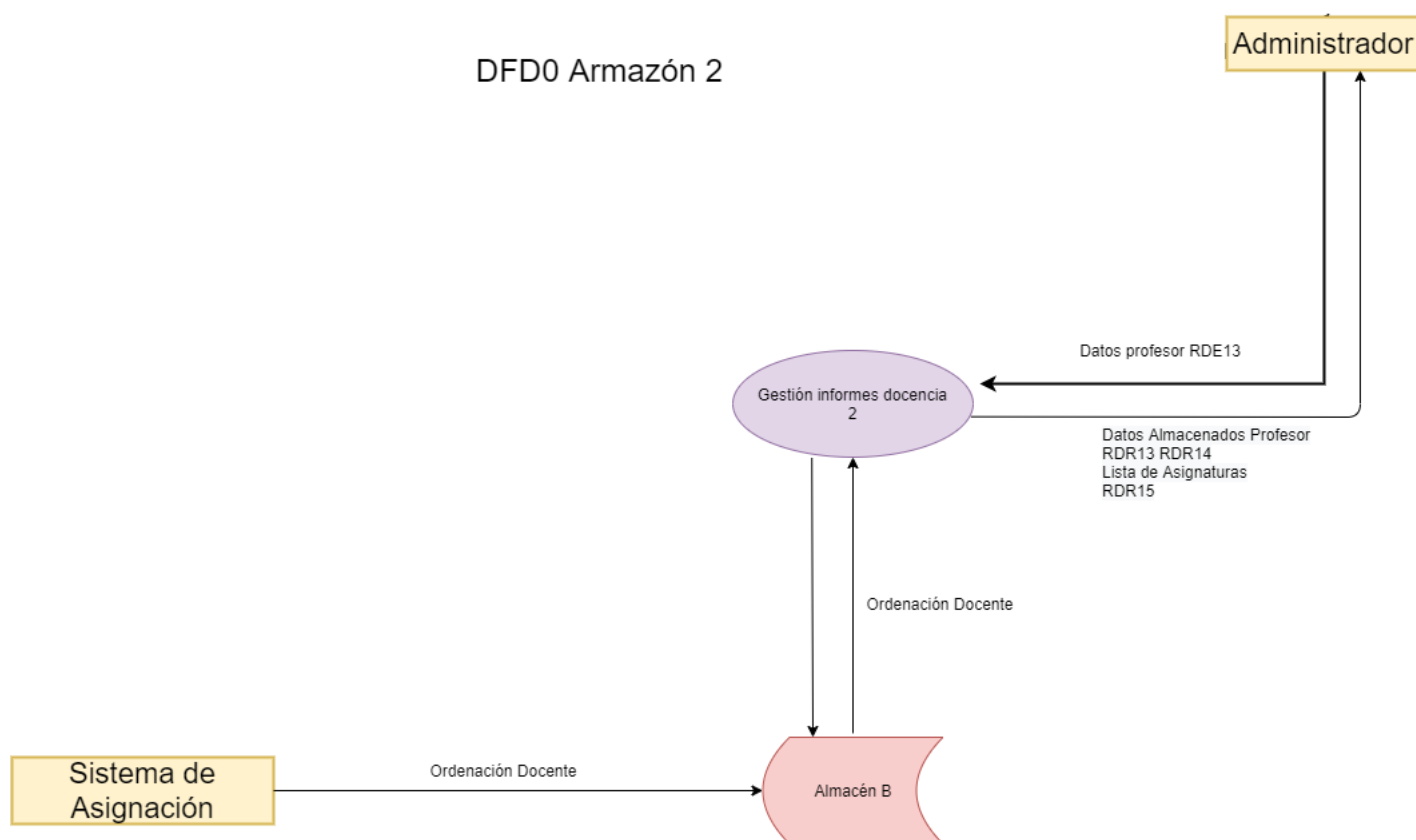 Administrador
DFD0 Armazón 2
Datos profesor RDE13
Gestión informes docencia
2
Datos Almacenados Profesor
RDR13 RDR14
Lista de Asignaturas
RDR15
Ordenación Docente
Sistema de
Asignación
Ordenación Docente
Almacén B